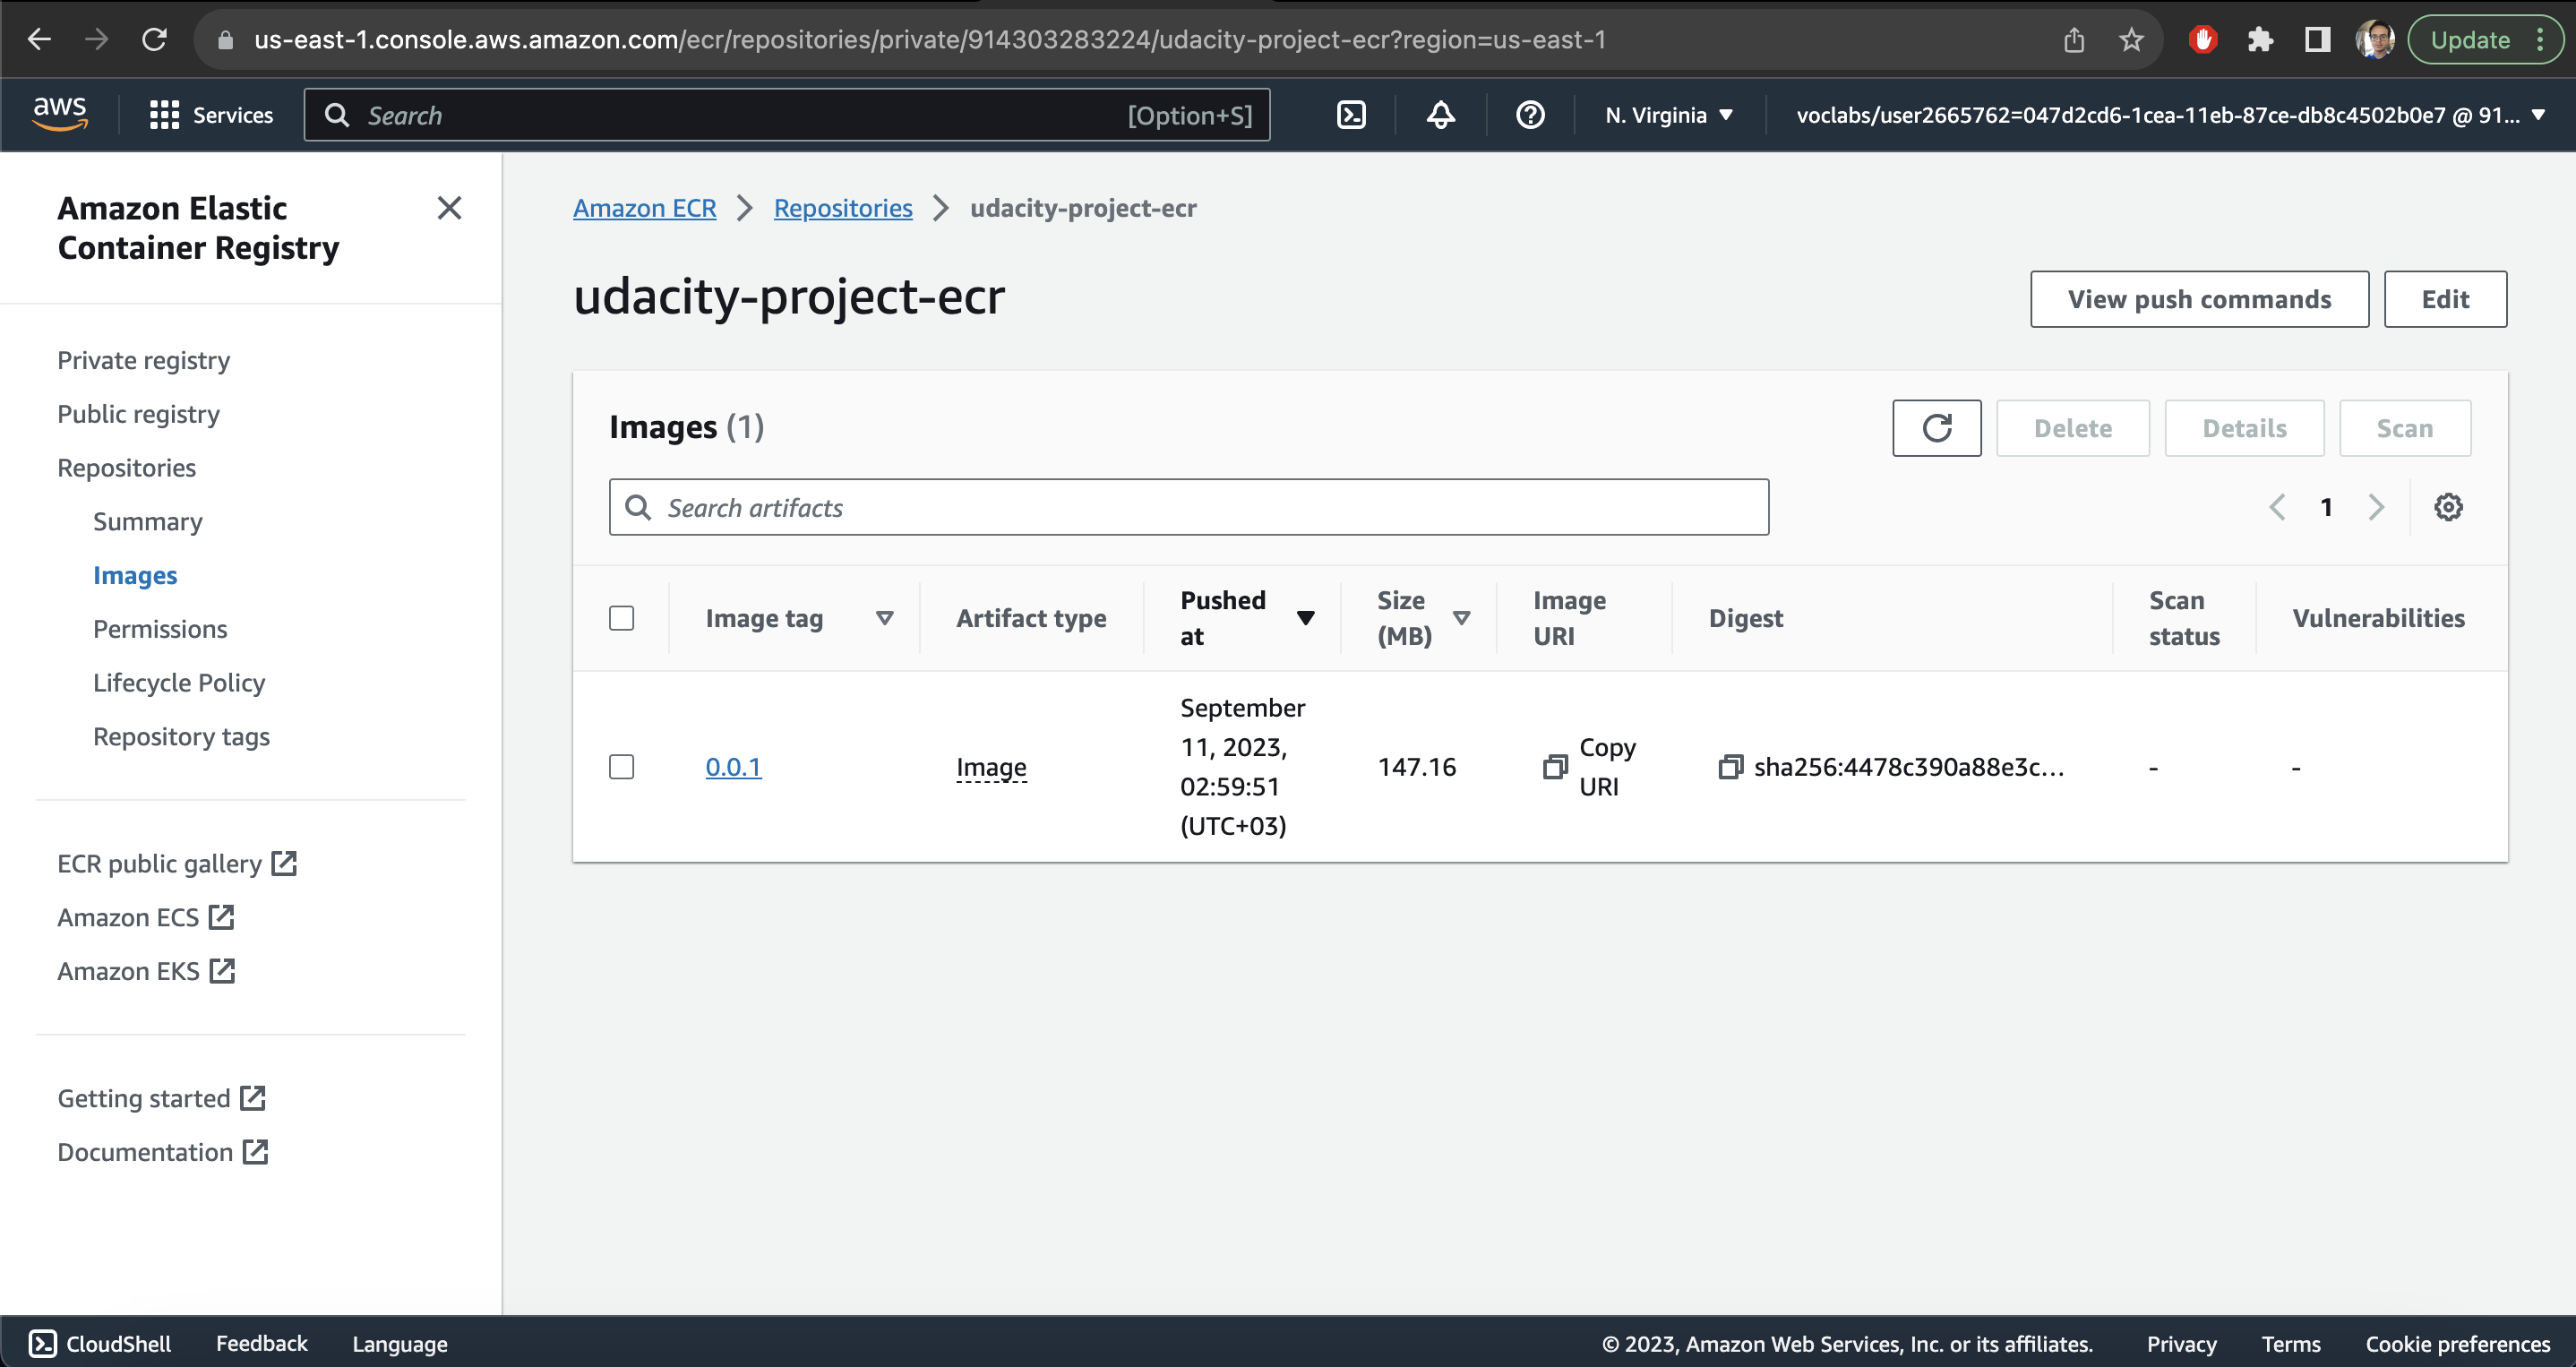 us-east-1.console.aws.amazon.com/ecr/repositories/private/914303283224/udacity-project-ecr?region=us-east-1
Update
aws
Services
Search
[Option+S]
N. Virginia
voclabs/user2665762=047d2cd6-1cea-11eb-87ce-db8c4502b0e7 @ 91...
Amazon Elastic
Container Registry
Private registry
Public registry
Repositories
Summary
Images
Permissions
Lifecycle Policy
Repository tags
ECR public gallery
Amazon ECS
Amazon EKS
Getting started
Documentation
Amazon ECR > Repositories > udacity-project-ecr
udacity-project-ecr
View push commands
Edit
Images (1)
Delete
Details
Scan
Search artifacts
1
Image tag
Artifact type
Pushed
at
Size
(MB)
Image
URI
Digest
Scan
status
Vulnerabilities
0.0.1
Image
September
11, 2023,
02:59:51
(UTC+03)
147.16
Copy
URI
sha256:4478c390a88e3c...
-
-
CloudShell
Feedback
Language
© 2023, Amazon Web Services, Inc. or its affiliates.
Privacy
Terms
Cookie preferences